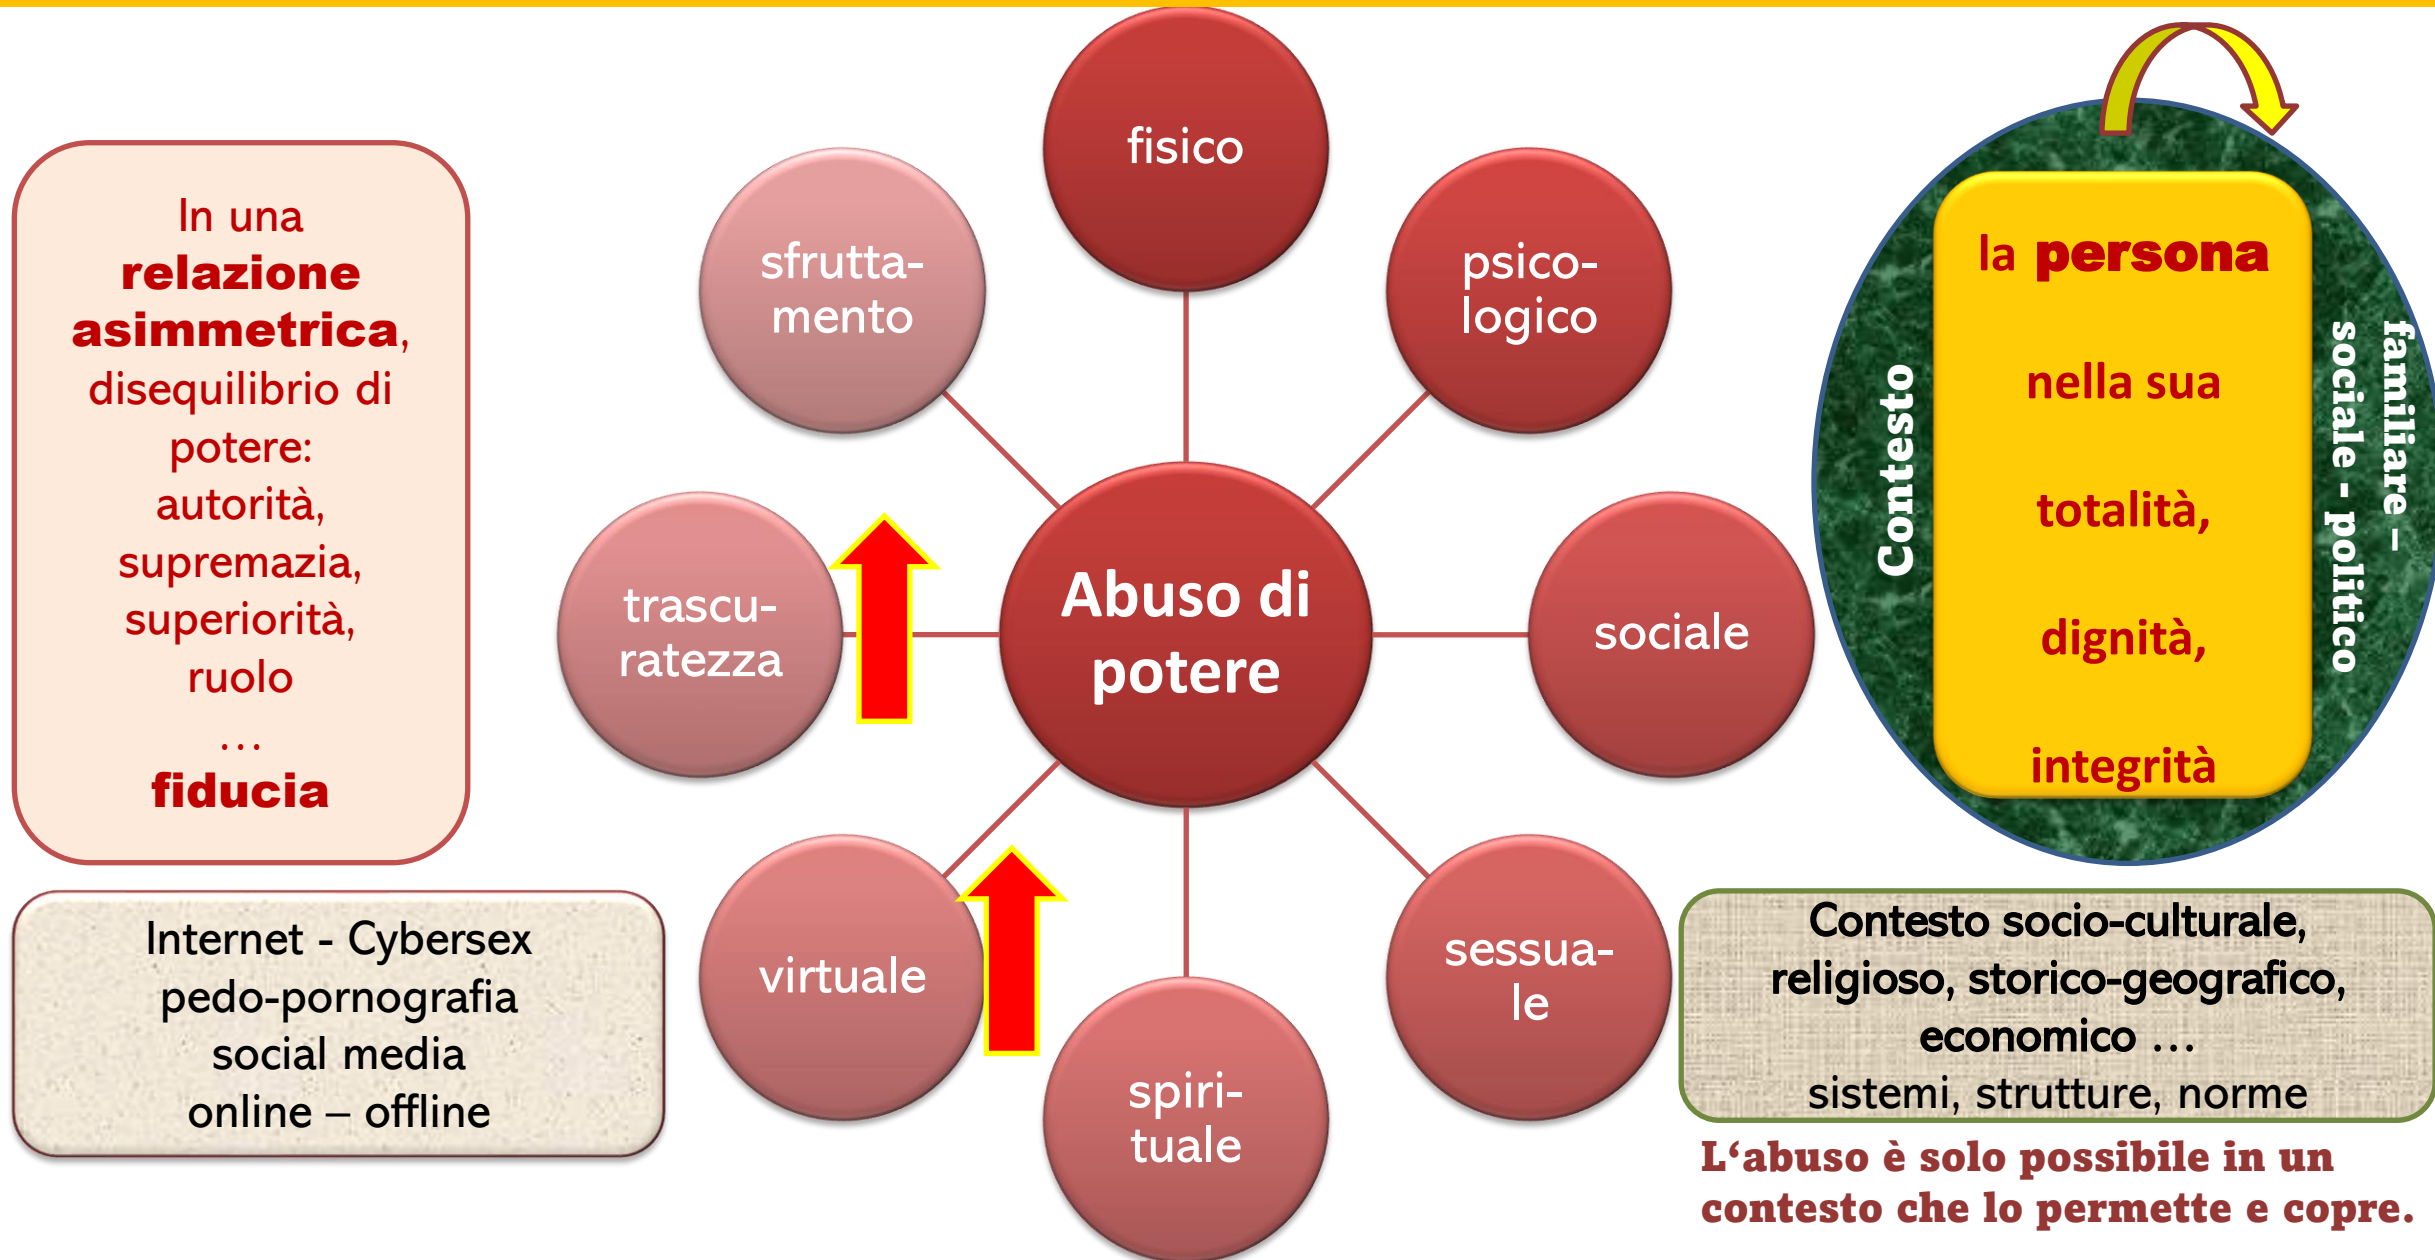 In una
relazione
asimmetrica,
disequilibrio di
potere:
autorità,
supremazia,
superiorità,
ruolo
…
fiducia
Internet - Cybersex
pedo-pornografia
social media
online – offline
fisico
psico-
logico
sociale
sessua-
le
spiri-
tuale
virtuale
trascu-
ratezza
sfrutta-
mento
Abuso di
potere
Contesto
la persona
nella sua
totalità,
dignità,
integrità
familiare –
sociale - politico
Contesto socio-culturale,
religioso, storico-geografico,
economico …
sistemi, strutture, norme
L‘abuso è solo possibile in un
contesto che lo permette e copre.